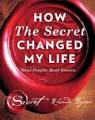 HOW
The Secret
CHANGED
MY LIFE
Real People. Real Stories.
The Secret
Rhonda Byrne